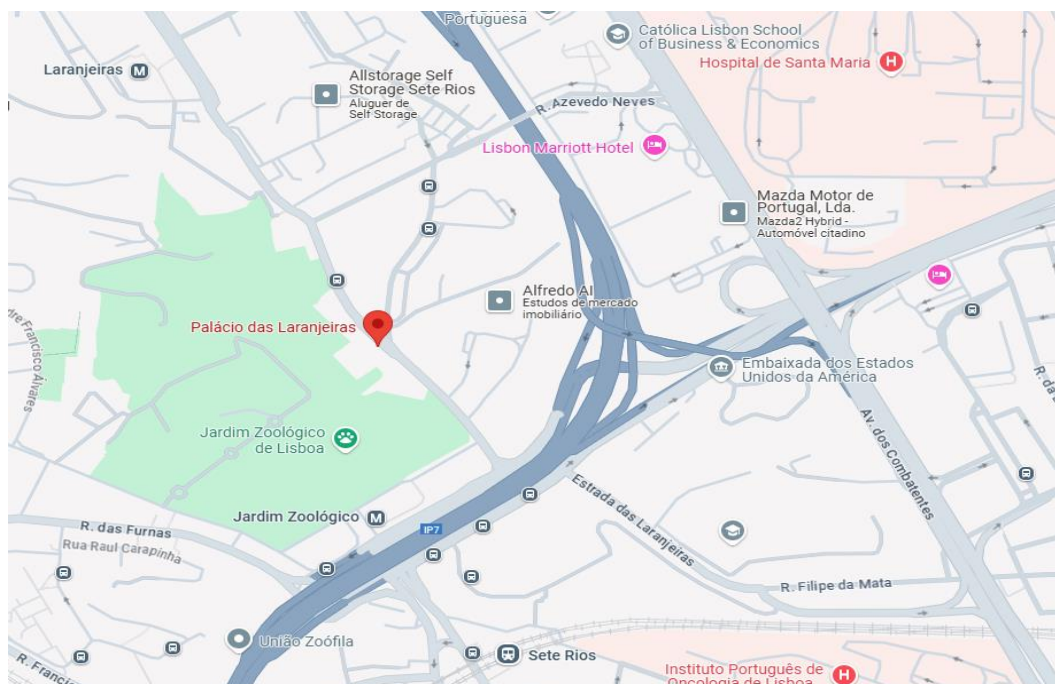 Portuguesa
Católica Lisbon School
of Business & Economics
Hospital de Santa Maria
H
Laranjeiras M
Allstorage Self
Storage Sete Rios
Aluguer de
Self Storage
R. Azevedo Neves
Lisbon Marriott Hotel
Mazda Motor de
Portugal, Lda.
Mazda2 Hybrid -
Automóvel citadino
Alfredo AI
Estudos de mercado
imobiliário
Palácio das Laranjeiras
Francisco Álvares
Embaixada dos Estados
Unidos da América
R. da
Jardim Zoológico
de Lisboa
Av. dos Combatentes
Estrada das Laranjeiras
Jardim Zoológico M
IP7
R. das Furnas
Rua Raul Carapinha
R. Filipe da Mata
União Zoófila
Sete Rios
R. Franci
Instituto Português de
Oncologia de Lisboa
H